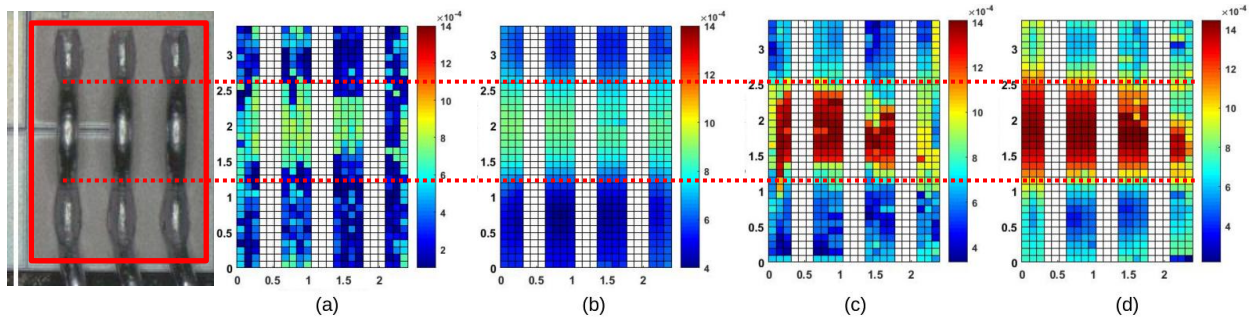 ×10⁻⁴ ×10⁻⁴ ×10⁻⁴ ×10⁻⁴
14 14 14 14
3 3 3 3
12 12 12 12
2.5 2.5 2.5 2.5
10 10 10 10
2 2 2 2
8 8 8 8
1.5 1.5 1.5 1.5
6 6 6 6
1 1 1 1
4 4 4 4
0.5 0.5 0.5 0.5
2
0 0 0 0
0 0.5 1 1.5 2 0 0.5 1 1.5 2 0 0.5 1 1.5 2 0 0.5 1 1.5 2
(a) (b) (c) (d)